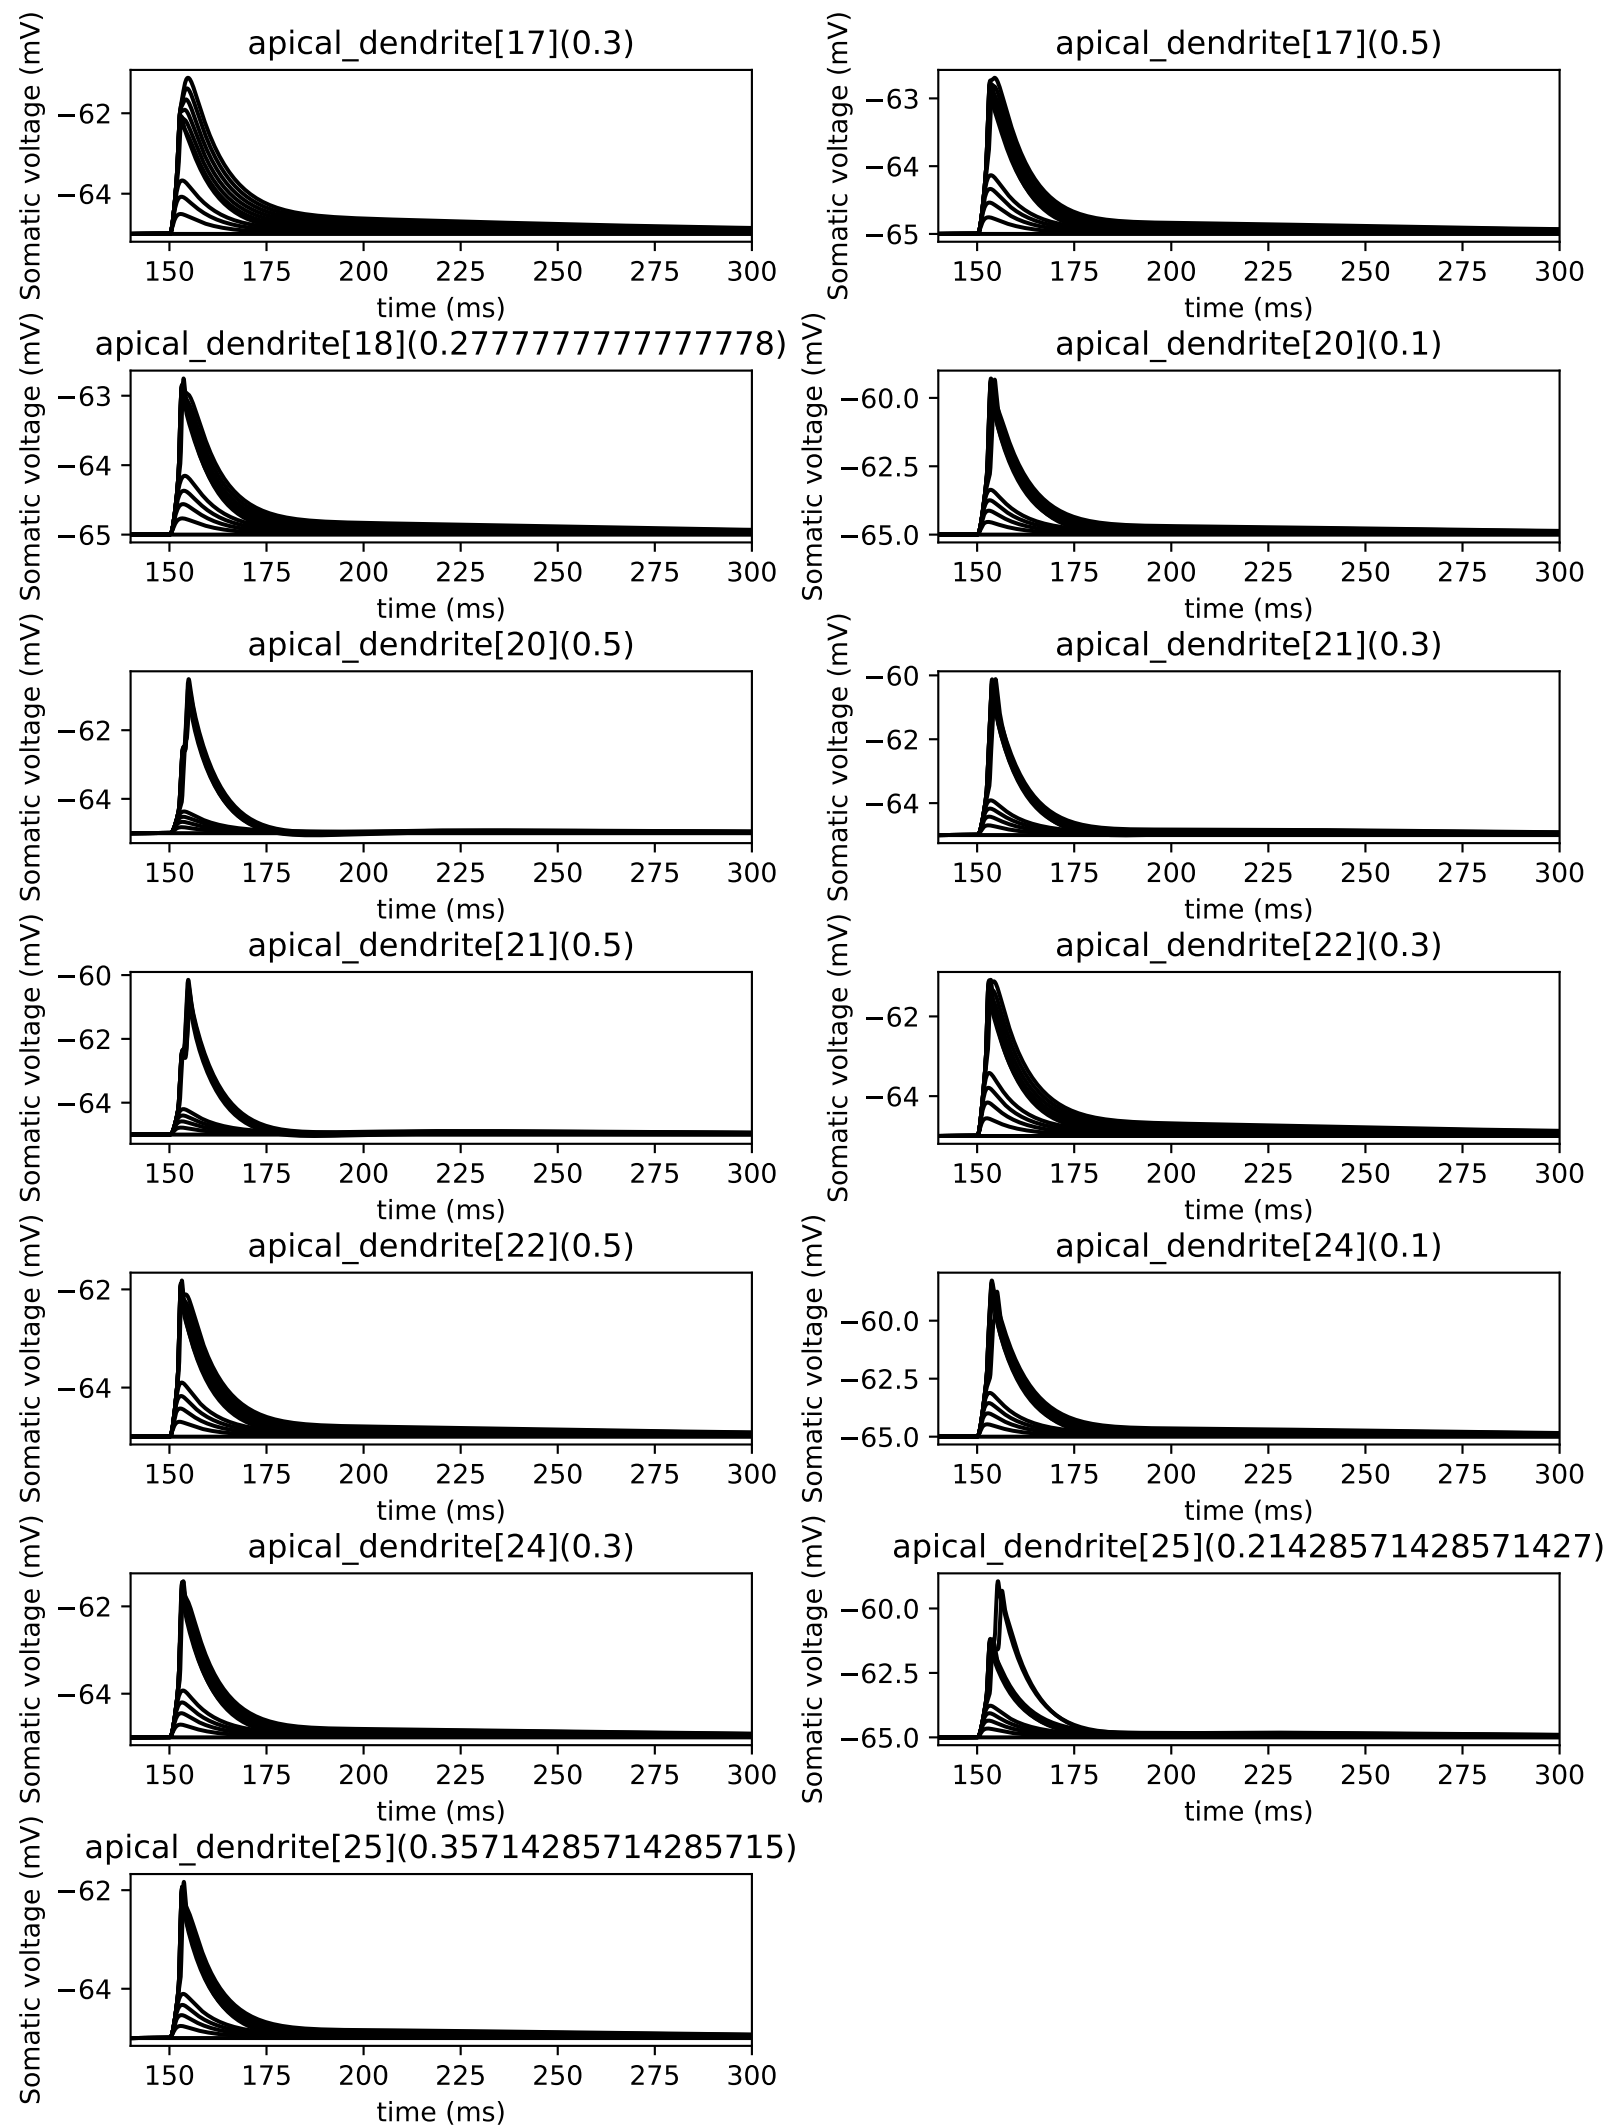 apical_dendrite[17](0.3)
Somatic voltage (mV)
−62
−64
150 175 200 225 250 275 300
time (ms)
apical_dendrite[17](0.5)
Somatic voltage (mV)
−63
−64
−65
150 175 200 225 250 275 300
time (ms)
apical_dendrite[18](0.2777777777777778)
Somatic voltage (mV)
−63
−64
−65
150 175 200 225 250 275 300
time (ms)
apical_dendrite[20](0.1)
Somatic voltage (mV)
−60.0
−62.5
−65.0
150 175 200 225 250 275 300
time (ms)
apical_dendrite[20](0.5)
Somatic voltage (mV)
−62
−64
150 175 200 225 250 275 300
time (ms)
apical_dendrite[21](0.3)
Somatic voltage (mV)
−60
−62
−64
150 175 200 225 250 275 300
time (ms)
apical_dendrite[21](0.5)
Somatic voltage (mV)
−60
−62
−64
150 175 200 225 250 275 300
time (ms)
apical_dendrite[22](0.3)
Somatic voltage (mV)
−62
−64
150 175 200 225 250 275 300
time (ms)
apical_dendrite[22](0.5)
Somatic voltage (mV)
−62
−64
150 175 200 225 250 275 300
time (ms)
apical_dendrite[24](0.1)
Somatic voltage (mV)
−60.0
−62.5
−65.0
150 175 200 225 250 275 300
time (ms)
apical_dendrite[24](0.3)
Somatic voltage (mV)
−62
−64
150 175 200 225 250 275 300
time (ms)
apical_dendrite[25](0.21428571428571427)
Somatic voltage (mV)
−60.0
−62.5
−65.0
150 175 200 225 250 275 300
time (ms)
apical_dendrite[25](0.35714285714285715)
Somatic voltage (mV)
−62
−64
150 175 200 225 250 275 300
time (ms)